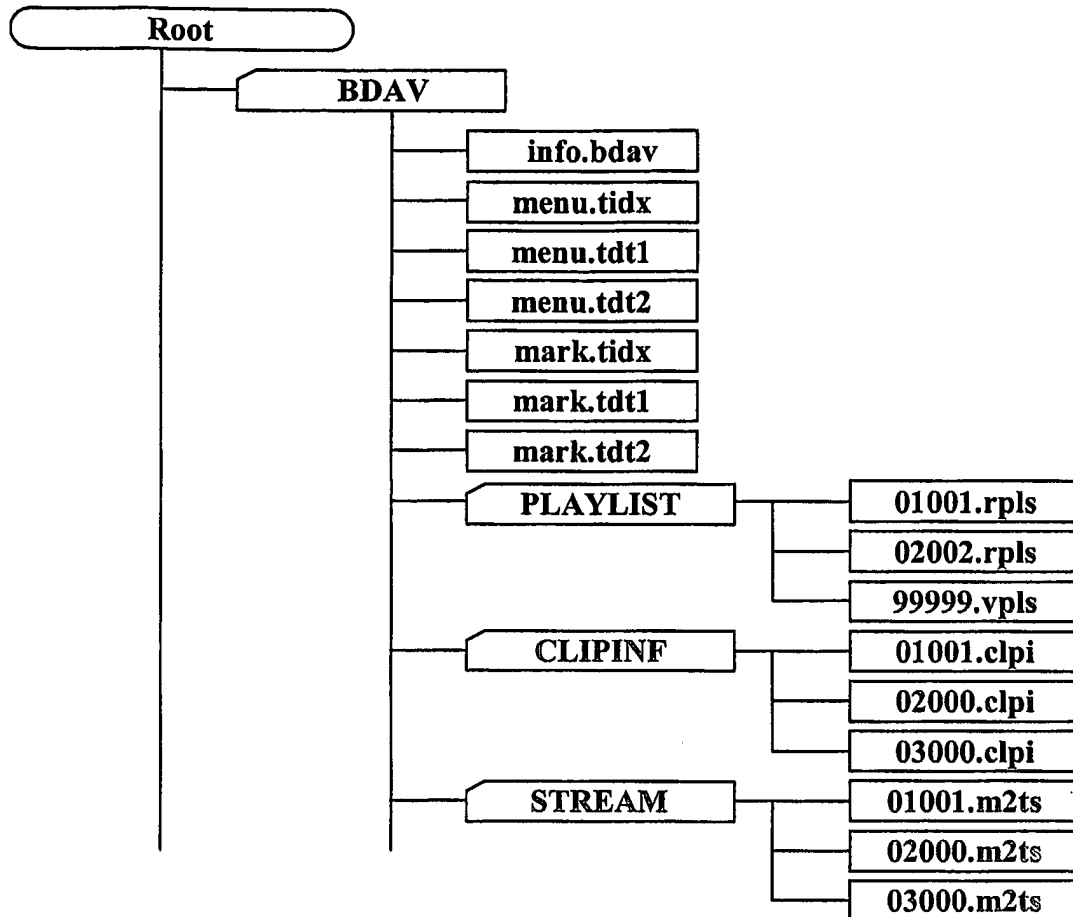 Root
BDAV
info.bdav
menu.tidx
menu.tdt1
menu.tdt2
mark.tidx
mark.tdt1
mark.tdt2
PLAYLIST
01001.rpls
02002.rpls
99999.vpls
CLIPINF
01001.clpi
02000.clpi
03000.clpi
STREAM
01001.m2ts
02000.m2ts
03000.m2ts